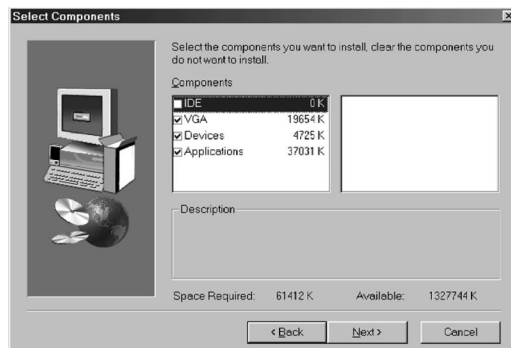 Select Components
Select the components you want to install, clear the components you
do not want to install.
Components
IDE 0 K
VGA 19654 K
Devices 4725 K
Applications 37031 K
Description
Space Required: 61412 K Available: 1327744 K
< Back Next > Cancel